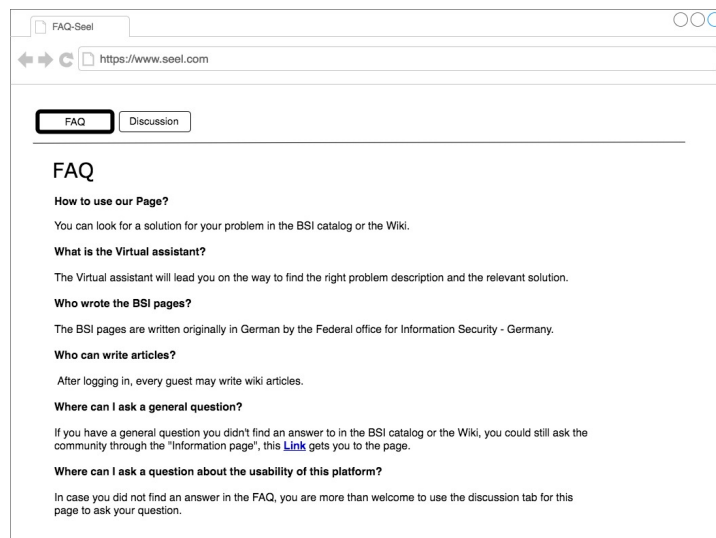 FAQ-Seel
https://www.seel.com
FAQ
Discussion
FAQ
How to use our Page?
You can look for a solution for your problem in the BSI catalog or the Wiki.
What is the Virtual assistant?
The Virtual assistant will lead you on the way to find the right problem description and the relevant solution.
Who wrote the BSI pages?
The BSI pages are written originally in German by the Federal office for Information Security - Germany.
Who can write articles?
After logging in, every guest may write wiki articles.
Where can I ask a general question?
If you have a general question you didn't find an answer to in the BSI catalog or the Wiki, you could still ask the
community through the "Information page", this Link gets you to the page.
Where can I ask a question about the usability of this platform?
In case you did not find an answer in the FAQ, you are more than welcome to use the discussion tab for this
page to ask your question.